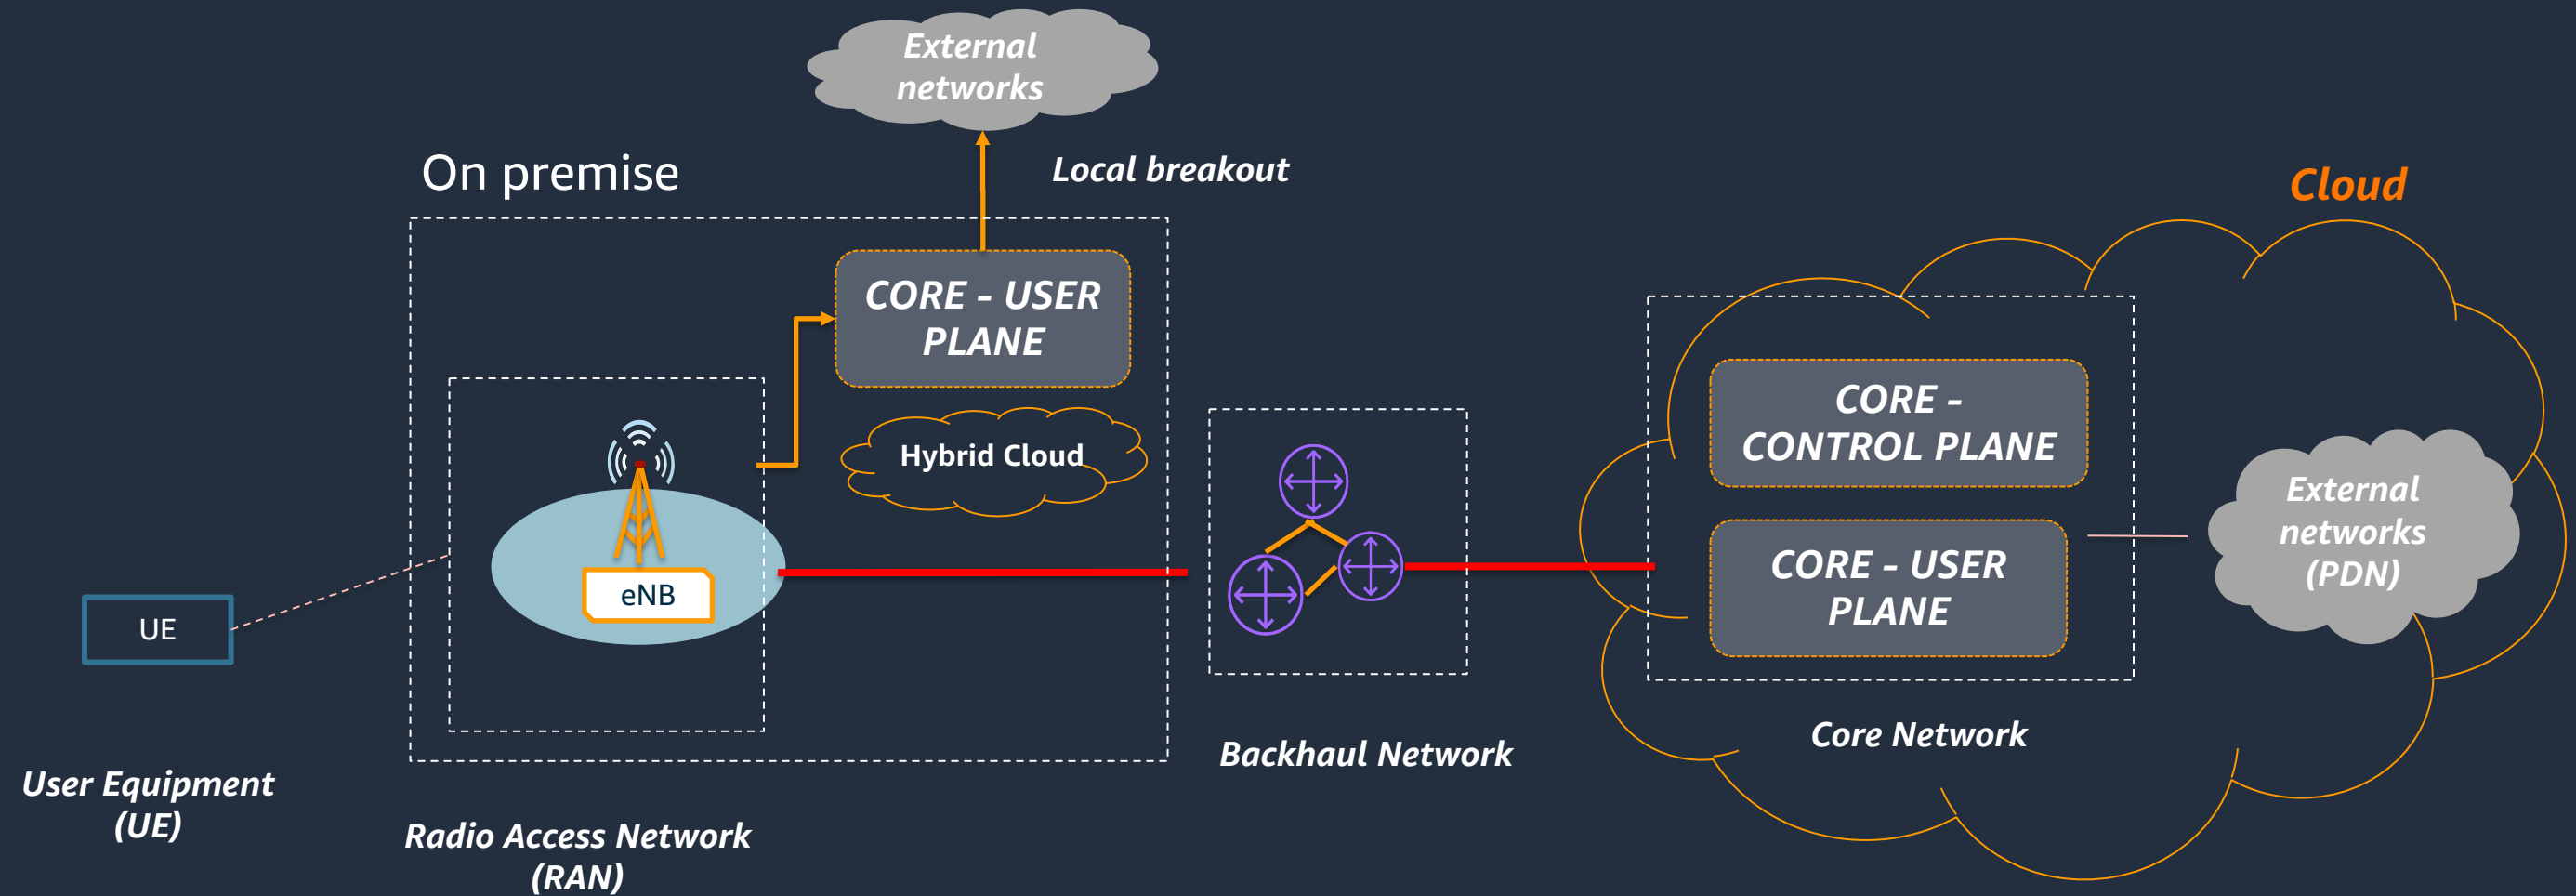 External
networks
On premise
Local breakout
Cloud
CORE - USER
PLANE
CORE -
CONTROL PLANE
Hybrid Cloud
External
networks
(PDN)
CORE - USER
PLANE
eNB
UE
Core Network
Backhaul Network
User Equipment
(UE)
Radio Access Network
(RAN)